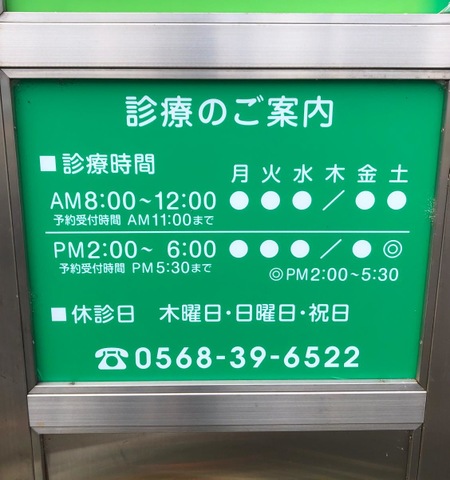 診療のご案内
■診療時間 月 火 水 木 金 土
AM8:00~12:00 ● ● ● ／ ● ●
予約受付時間 AM11:00まで
PM2:00~ 6:00 ● ● ● ／ ● ◎
予約受付時間 PM5:30まで ◎PM2:00~5:30
■休診日 木曜日・日曜日・祝日
☎0568-39-6522